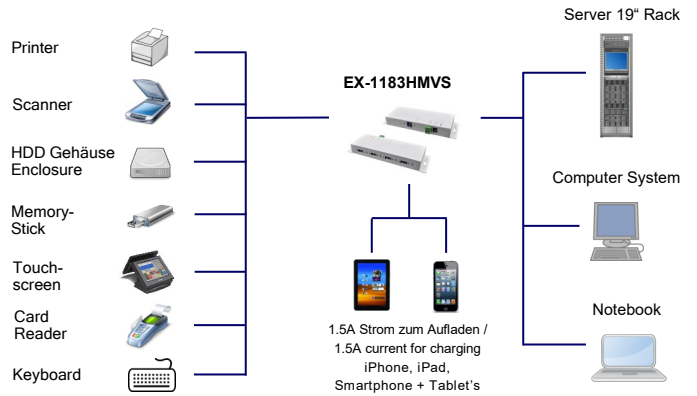 Printer
Scanner
HDD Gehäuse
Enclosure
Memory-
Stick
Touch-
screen
Card
Reader
Keyboard
EX-1183HMVS
1.5A Strom zum Aufladen /
1.5A current for charging
iPhone, iPad,
Smartphone + Tablet's
Server 19“ Rack
Computer System
Notebook